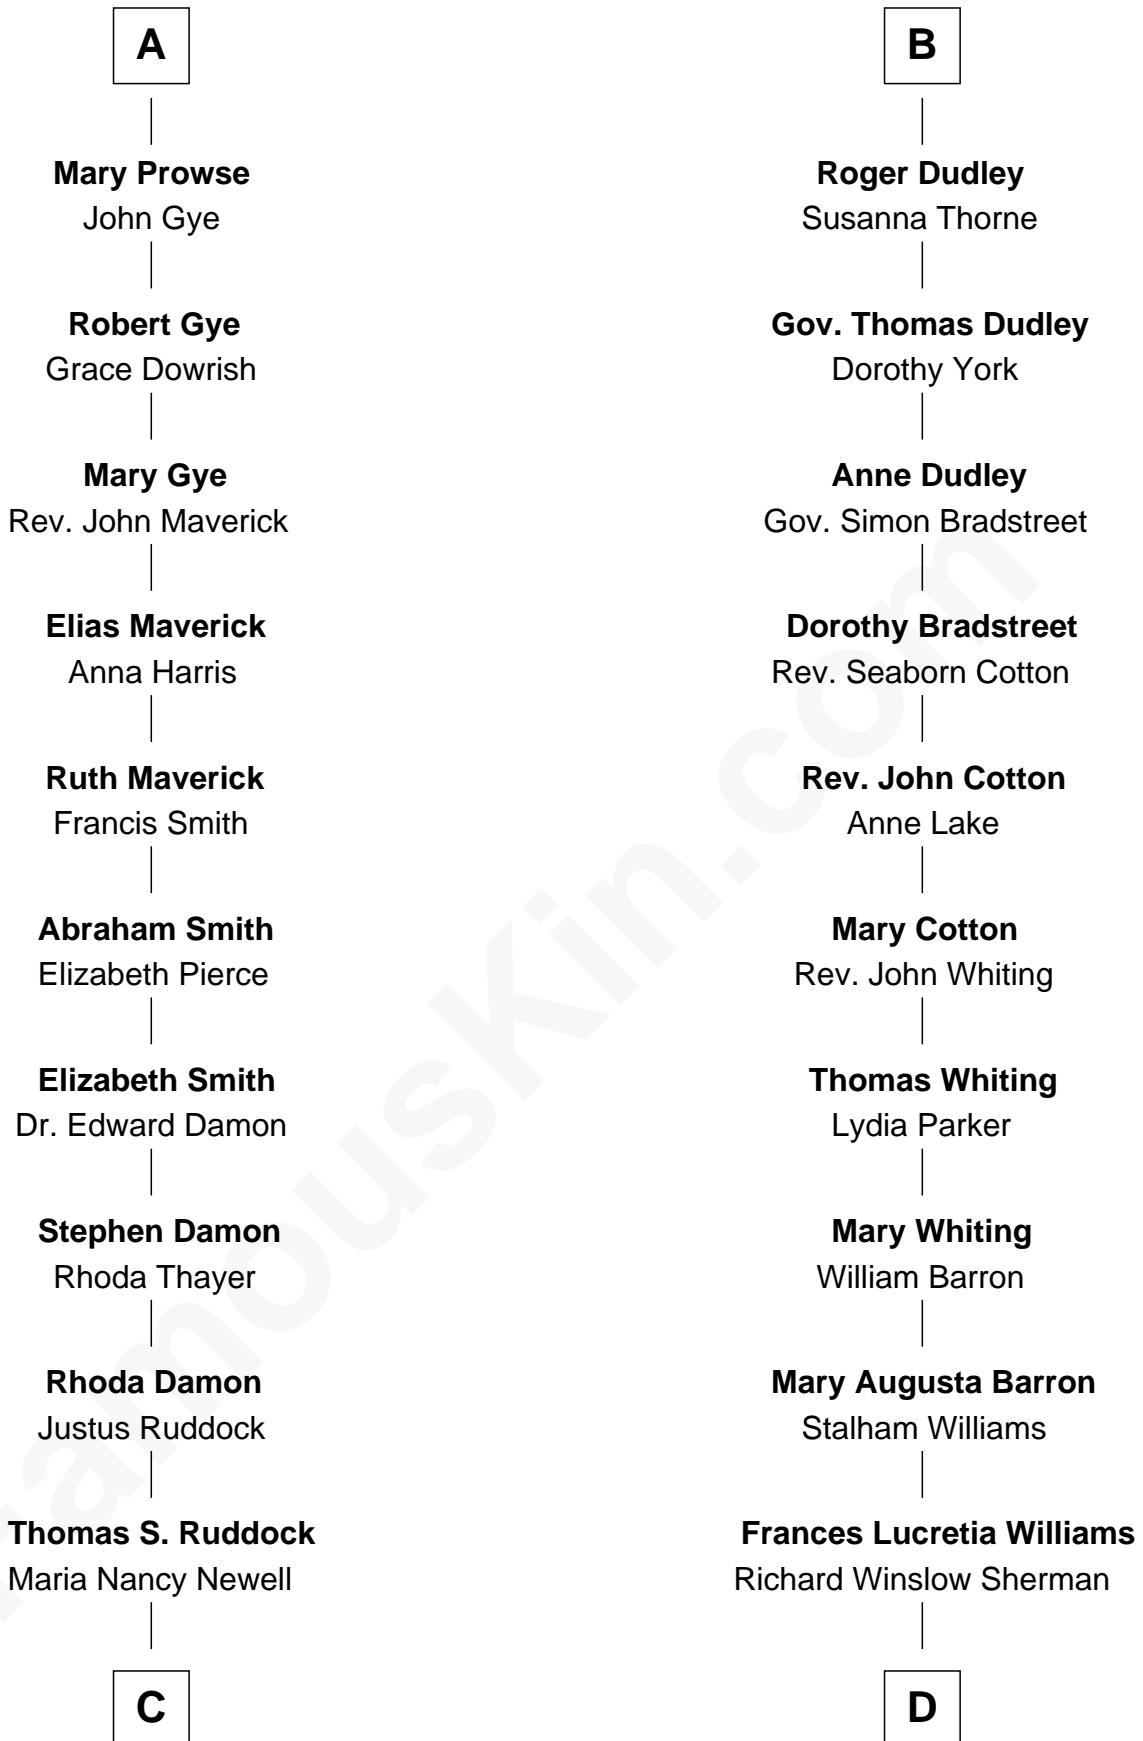 A
Mary Prowse
John Gye
Robert Gye
Grace Dowrish
Mary Gye
Rev. John Maverick
Elias Maverick
Anna Harris
Ruth Maverick
Francis Smith
Abraham Smith
Elizabeth Pierce
Elizabeth Smith
Dr. Edward Damon
Stephen Damon
Rhoda Thayer
Rhoda Damon
Justus Ruddock
Thomas S. Ruddock
Maria Nancy Newell
C
B
Roger Dudley
Susanna Thorne
Gov. Thomas Dudley
Dorothy York
Anne Dudley
Gov. Simon Bradstreet
Dorothy Bradstreet
Rev. Seaborn Cotton
Rev. John Cotton
Anne Lake
Mary Cotton
Rev. John Whiting
Thomas Whiting
Lydia Parker
Mary Whiting
William Barron
Mary Augusta Barron
Stalham Williams
Frances Lucretia Williams
Richard Winslow Sherman
D
FamousKin.com